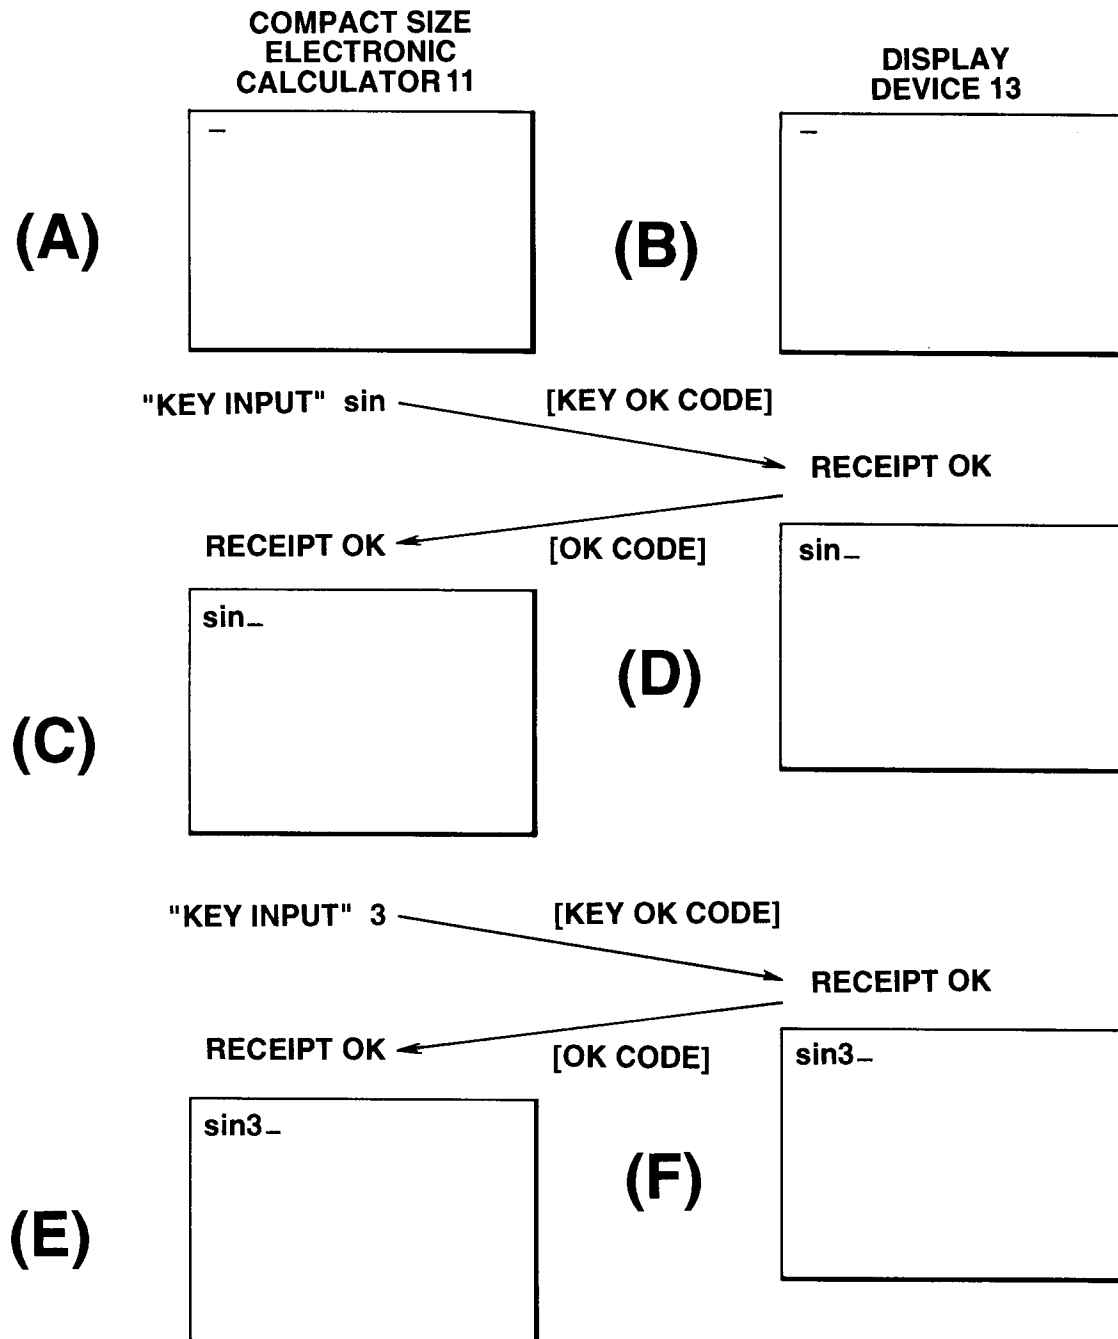 COMPACT SIZE
ELECTRONIC
CALCULATOR 11
DISPLAY
DEVICE 13
_
_
(A)
(B)
"KEY INPUT" sin
[KEY OK CODE]
RECEIPT OK
RECEIPT OK
[OK CODE]
sin_
sin_
(D)
(C)
"KEY INPUT" 3
[KEY OK CODE]
RECEIPT OK
RECEIPT OK
[OK CODE]
sin3_
sin3_
(F)
(E)